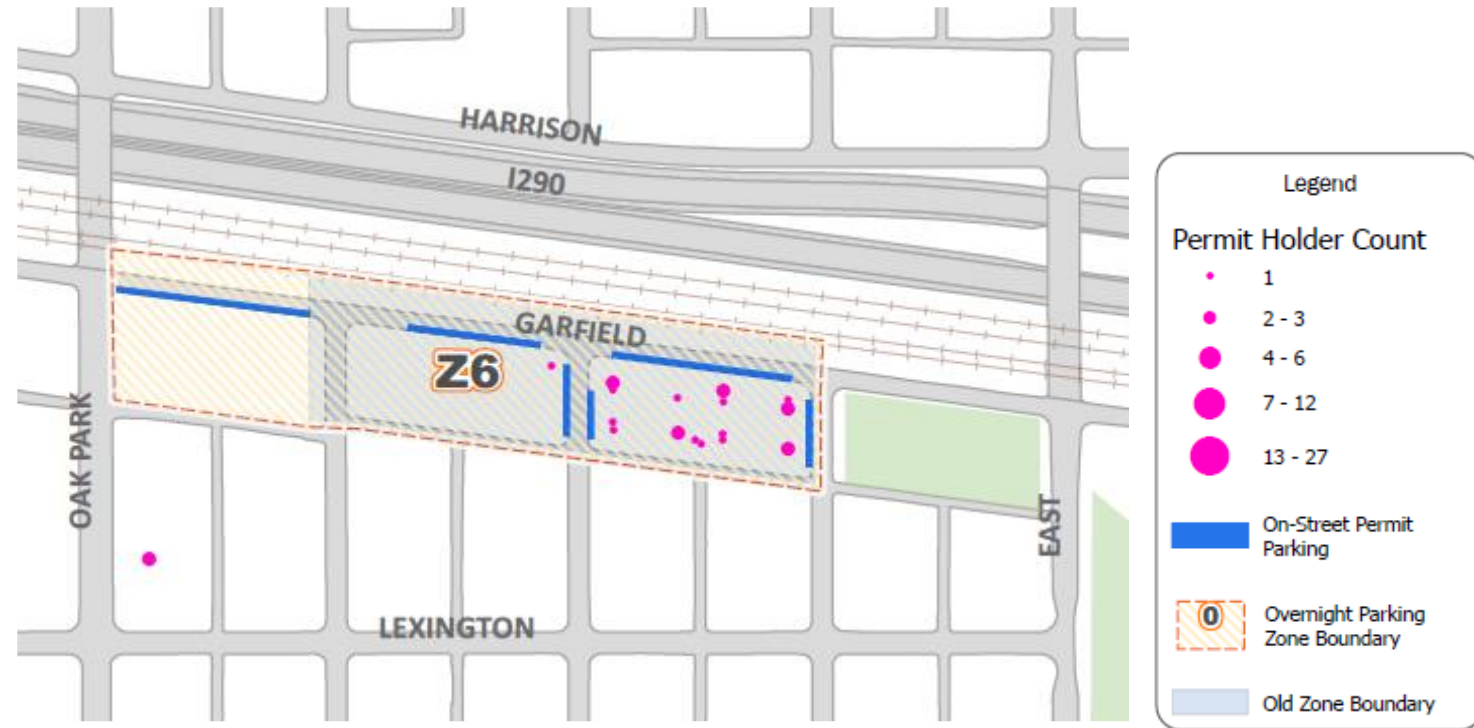 HARRISON
I290
GARFIELD
Z6
OAK PARK
EAST
LEXINGTON
Legend
Permit Holder Count
1
2 - 3
4 - 6
7 - 12
13 - 27
On-Street Permit
Parking
0
Overnight Parking
Zone Boundary
Old Zone Boundary